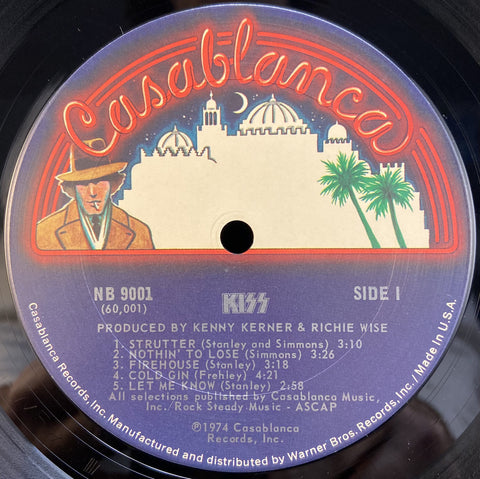 Casablanca
NB 9001
(60,001)
KISS
SIDE 1
PRODUCED BY KENNY KERNER & RICHIE WISE
1. STRUTTER (Stanley and Simmons) 3:10
2. NOTHIN' TO LOSE (Simmons) 3:26
3. FIREHOUSE (Stanley) 3:18
4. COLD GIN (Frehley) 4:21
5. LET ME KNOW (Stanley) 2:58
All selections published by Casablanca Music,
Inc./Rock Steady Music - ASCAP
℗1974 Casablanca
Records, Inc.
Casablanca Records, Inc. Manufactured and distributed by Warner Bros. Records Inc./Made in U.S.A.